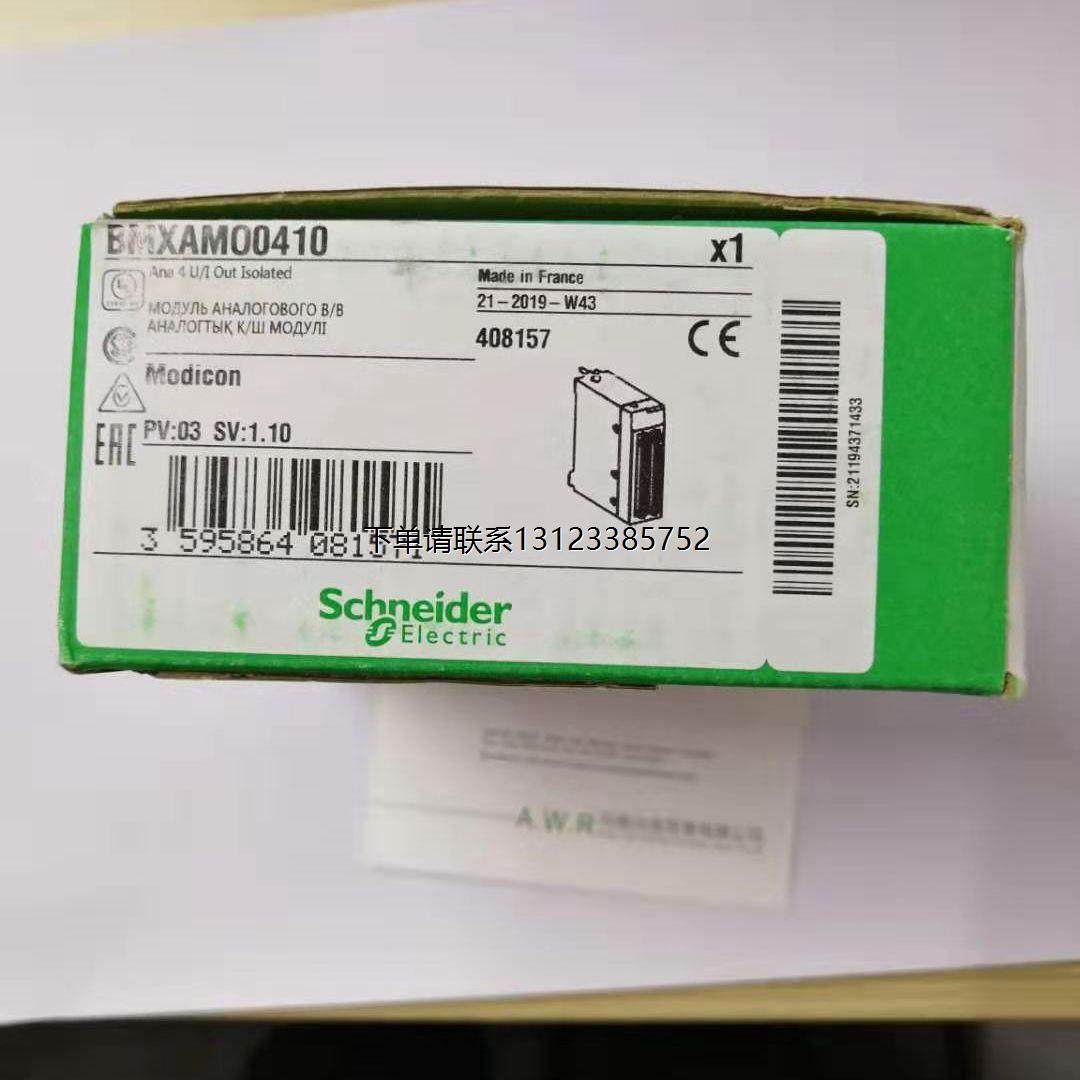 BMXAMO0410
x1
Ana 4 U/I Out Isolated
Made in France
21-2019-W43
МОДУЛЬ АНАЛОГОВОГО В/В
АНАЛОГТЫҚ К/Ш МОДУЛІ
408157
CE
Modicon
PV:03 SV:1.10
EAC
3 595864 081
下单请联系13123385752
SN:21194371433
Schneider
Electric
A.W.R